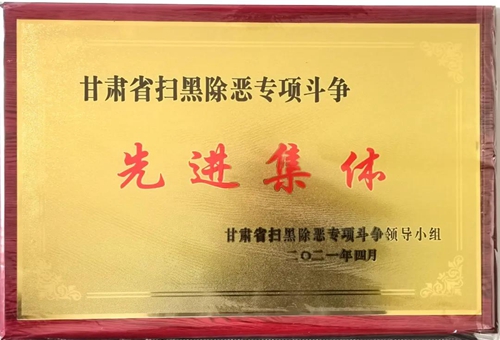 甘肃省扫黑除恶专项斗争
先进集体
甘肃省扫黑除恶专项斗争领导小组
二〇二一年四月